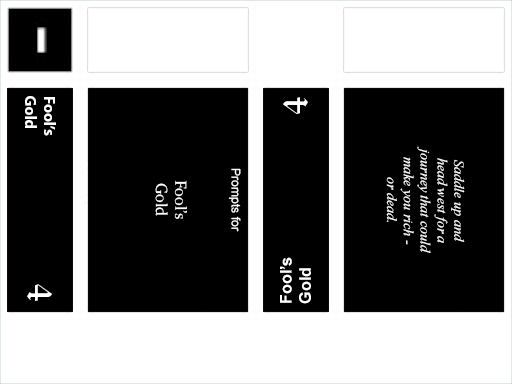 Fool's
Gold
4
Prompts for
Fool's
Gold
4
Fool's
Gold
Saddle up and
head west for a
journey that could
make you rich -
or dead.